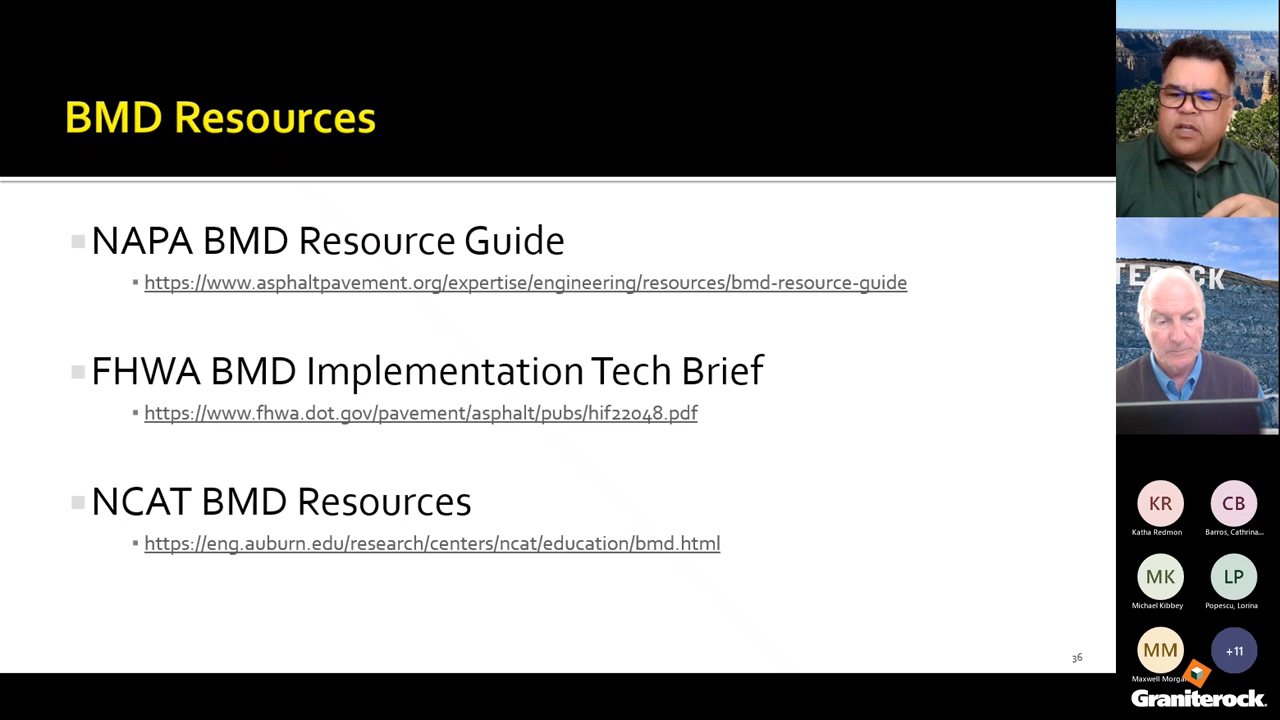 BMD Resources
NAPA BMD Resource Guide
https://www.asphaltpavement.org/expertise/engineering/resources/bmd-resource-guide
FHWA BMD Implementation Tech Brief
https://www.fhwa.dot.gov/pavement/asphalt/pubs/hif22048.pdf
NCAT BMD Resources
https://eng.auburn.edu/research/centers/ncat/education/bmd.html
36
TEROCK
KR
CB
Katha Redmon
Barros, Cathrina...
MK
LP
Michael Kibbey
Popescu, Lorina
MM
+11
Maxwell Morga
Graniterock.